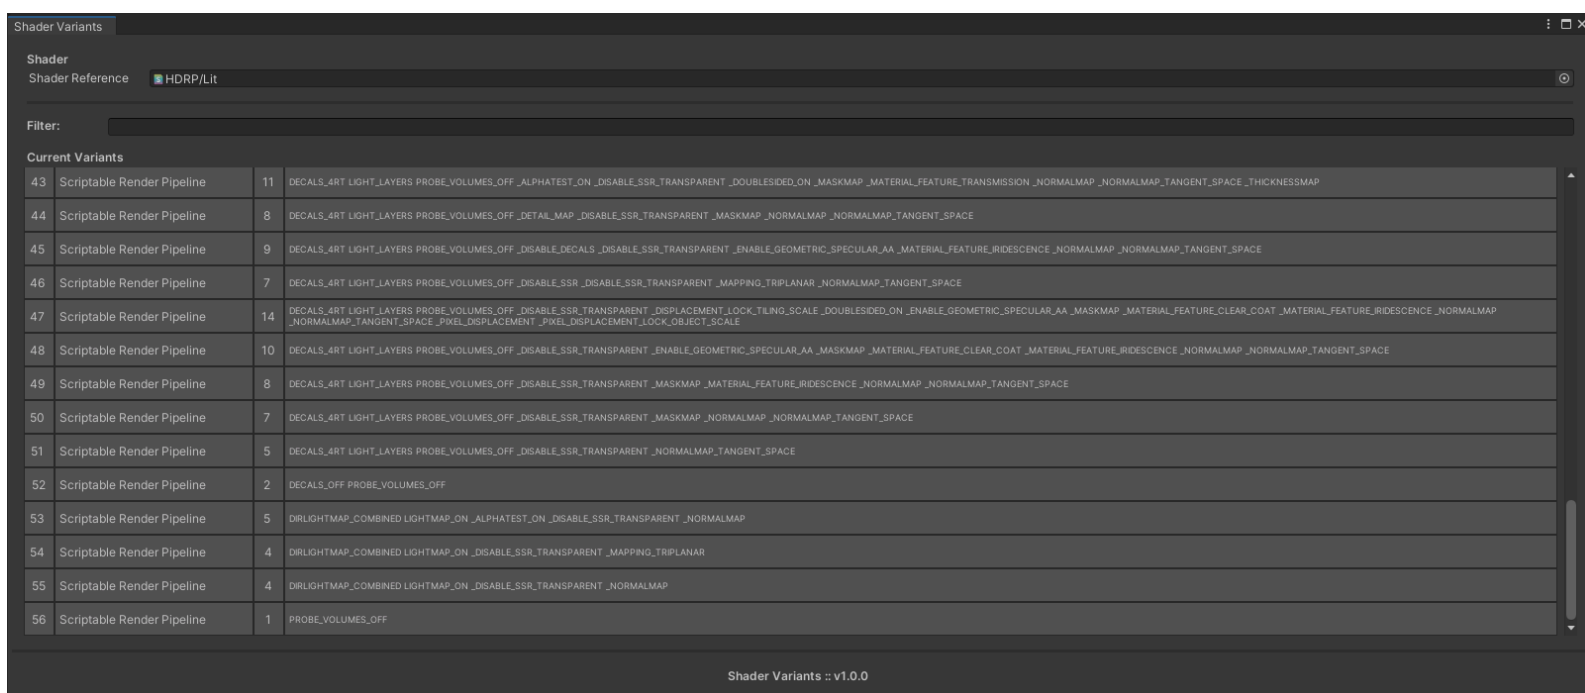 Shader Variants
Shader
Shader Reference HDRP/Lit
Filter:
Current Variants
43 Scriptable Render Pipeline 11 DECALS_4RT LIGHT_LAYERS PROBE_VOLUMES_OFF _ALPHATEST_ON _DISABLE_SSR_TRANSPARENT _DOUBLESIDED_ON _MASKMAP _MATERIAL_FEATURE_TRANSMISSION _NORMALMAP _NORMALMAP_TANGENT_SPACE _THICKNESSMAP
44 Scriptable Render Pipeline 8 DECALS_4RT LIGHT_LAYERS PROBE_VOLUMES_OFF _DETAIL_MAP _DISABLE_SSR_TRANSPARENT _MASKMAP _NORMALMAP _NORMALMAP_TANGENT_SPACE
45 Scriptable Render Pipeline 9 DECALS_4RT LIGHT_LAYERS PROBE_VOLUMES_OFF _DISABLE_DECALS _DISABLE_SSR_TRANSPARENT _ENABLE_GEOMETRIC_SPECULAR_AA _MATERIAL_FEATURE_IRIDESCENCE _NORMALMAP _NORMALMAP_TANGENT_SPACE
46 Scriptable Render Pipeline 7 DECALS_4RT LIGHT_LAYERS PROBE_VOLUMES_OFF _DISABLE_SSR _DISABLE_SSR_TRANSPARENT _MAPPING_TRIPLANAR _NORMALMAP_TANGENT_SPACE
47 Scriptable Render Pipeline 14 DECALS_4RT LIGHT_LAYERS PROBE_VOLUMES_OFF _DISABLE_SSR_TRANSPARENT _DISPLACEMENT_LOCK_TILING_SCALE _DOUBLESIDED_ON _ENABLE_GEOMETRIC_SPECULAR_AA _MASKMAP _MATERIAL_FEATURE_CLEAR_COAT _MATERIAL_FEATURE_IRIDESCENCE _NORMALMAP
_NORMALMAP_TANGENT_SPACE _PIXEL_DISPLACEMENT _PIXEL_DISPLACEMENT_LOCK_OBJECT_SCALE
48 Scriptable Render Pipeline 10 DECALS_4RT LIGHT_LAYERS PROBE_VOLUMES_OFF _DISABLE_SSR_TRANSPARENT _ENABLE_GEOMETRIC_SPECULAR_AA _MASKMAP _MATERIAL_FEATURE_CLEAR_COAT _MATERIAL_FEATURE_IRIDESCENCE _NORMALMAP _NORMALMAP_TANGENT_SPACE
49 Scriptable Render Pipeline 8 DECALS_4RT LIGHT_LAYERS PROBE_VOLUMES_OFF _DISABLE_SSR_TRANSPARENT _MASKMAP _MATERIAL_FEATURE_IRIDESCENCE _NORMALMAP _NORMALMAP_TANGENT_SPACE
50 Scriptable Render Pipeline 7 DECALS_4RT LIGHT_LAYERS PROBE_VOLUMES_OFF _DISABLE_SSR_TRANSPARENT _MASKMAP _NORMALMAP _NORMALMAP_TANGENT_SPACE
51 Scriptable Render Pipeline 5 DECALS_4RT LIGHT_LAYERS PROBE_VOLUMES_OFF _DISABLE_SSR_TRANSPARENT _NORMALMAP_TANGENT_SPACE
52 Scriptable Render Pipeline 2 DECALS_OFF PROBE_VOLUMES_OFF
53 Scriptable Render Pipeline 5 DIRLIGHTMAP_COMBINED LIGHTMAP_ON _ALPHATEST_ON _DISABLE_SSR_TRANSPARENT _NORMALMAP
54 Scriptable Render Pipeline 4 DIRLIGHTMAP_COMBINED LIGHTMAP_ON _DISABLE_SSR_TRANSPARENT _MAPPING_TRIPLANAR
55 Scriptable Render Pipeline 4 DIRLIGHTMAP_COMBINED LIGHTMAP_ON _DISABLE_SSR_TRANSPARENT _NORMALMAP
56 Scriptable Render Pipeline 1 PROBE_VOLUMES_OFF
Shader Variants :: v1.0.0